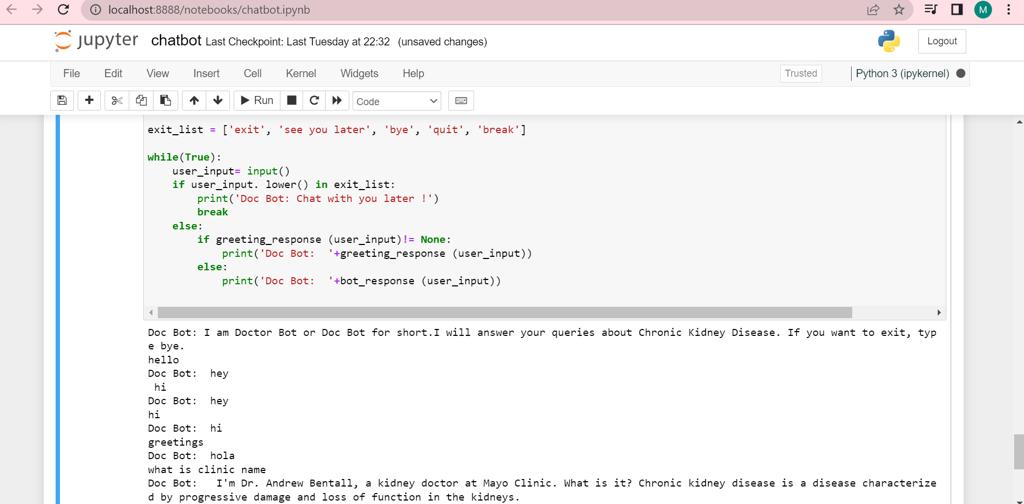 localhost:8888/notebooks/chatbot.ipynb
M
jupyter chatbot Last Checkpoint: Last Tuesday at 22:32 (unsaved changes)
Logout
File Edit View Insert Cell Kernel Widgets Help
Trusted
Python 3 (ipykernel)
Run
Code
exit_list = ['exit', 'see you later', 'bye', 'quit', 'break']
while(True):
user_input= input()
if user_input. lower() in exit_list:
print('Doc Bot: Chat with you later !')
break
else:
if greeting_response (user_input)!= None:
print('Doc Bot:  '+greeting_response (user_input))
else:
print('Doc Bot:  '+bot_response (user_input))
Doc Bot: I am Doctor Bot or Doc Bot for short.I will answer your queries about Chronic Kidney Disease. If you want to exit, typ
e bye.
hello
Doc Bot:  hey
hi
Doc Bot:  hey
hi
Doc Bot:  hi
greetings
Doc Bot:  hola
what is clinic name
Doc Bot:   I'm Dr. Andrew Bentall, a kidney doctor at Mayo Clinic. What is it? Chronic kidney disease is a disease characterize
d by progressive damage and loss of function in the kidneys.